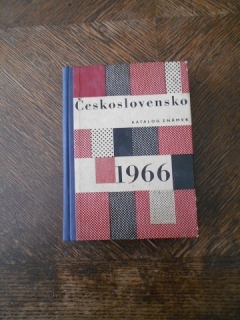 Československo
KATALOG ZNÁMEK
1966